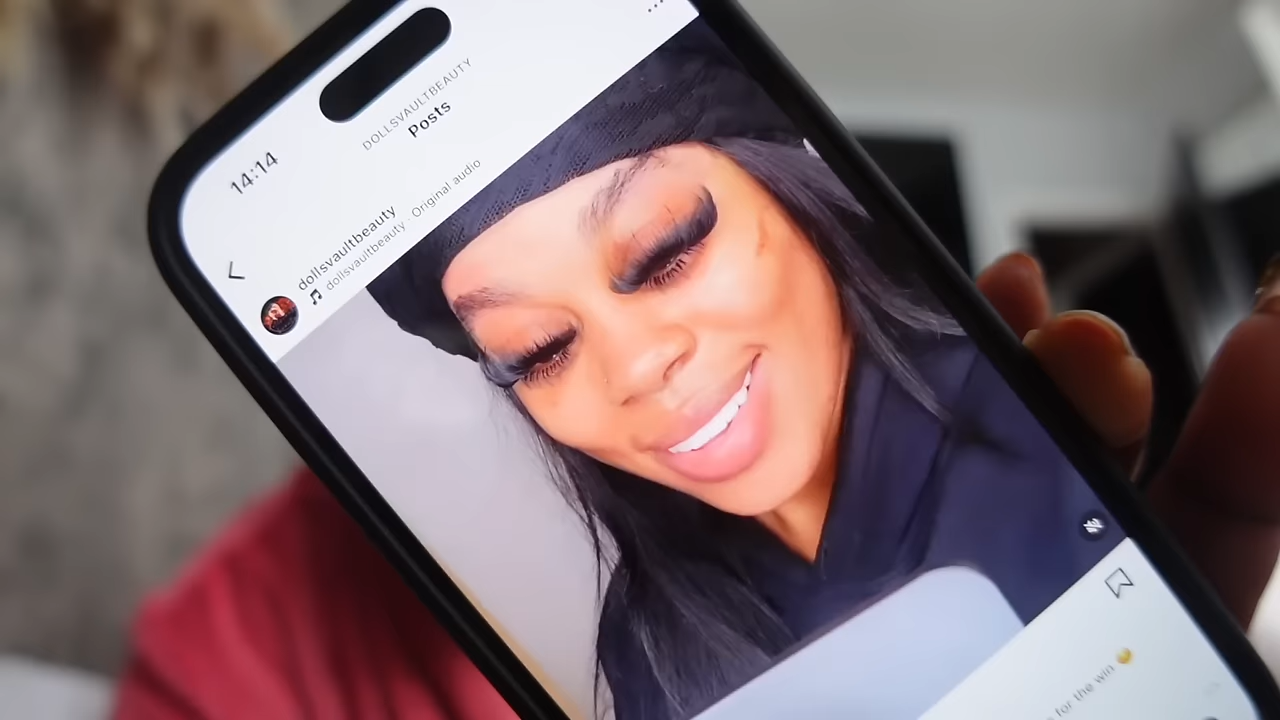 14:14
DOLLSVAULTBEAUTY
Posts
dollsvaultbeauty
dollsvaultbeauty · Original audio
for the win 😉